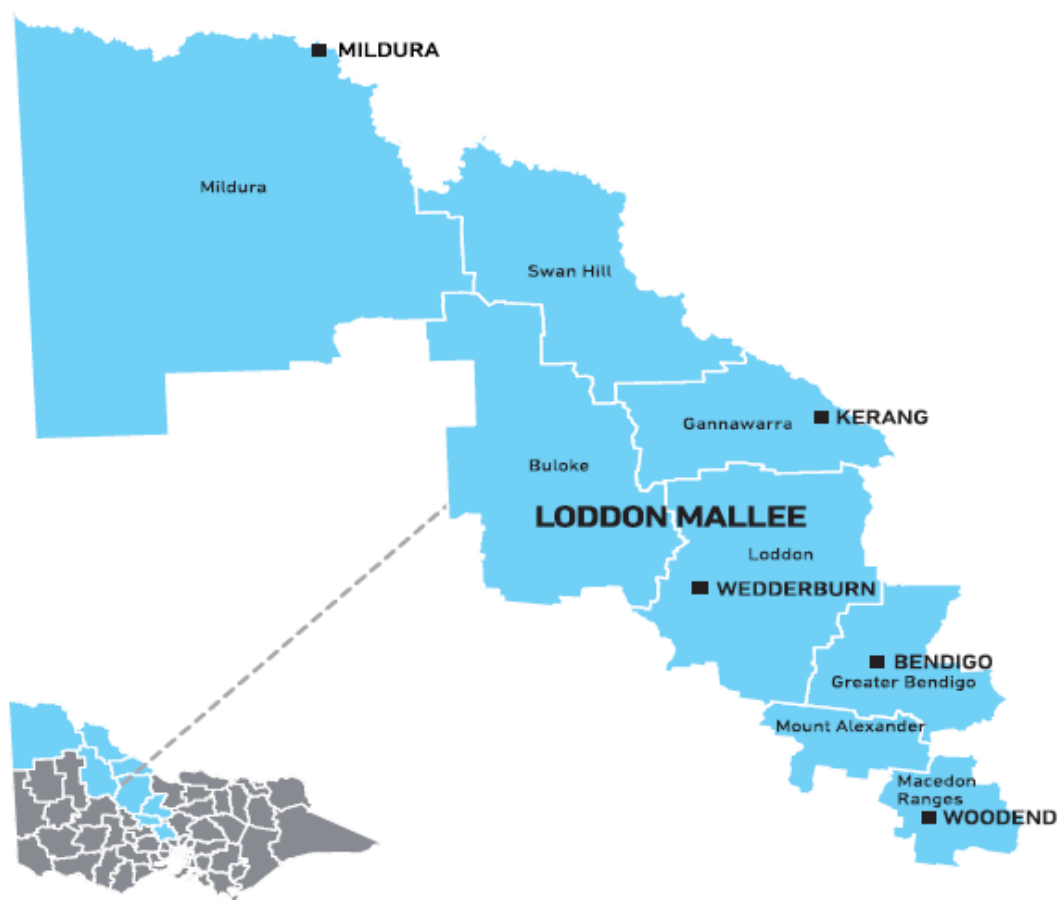 MILDURA
Mildura
Swan Hill
Gannawarra
KERANG
Buloke
LODDON MALLEE
Loddon
WEDDERBURN
BENDIGO
Greater Bendigo
Mount Alexander
Macedon
Ranges
WOODEND